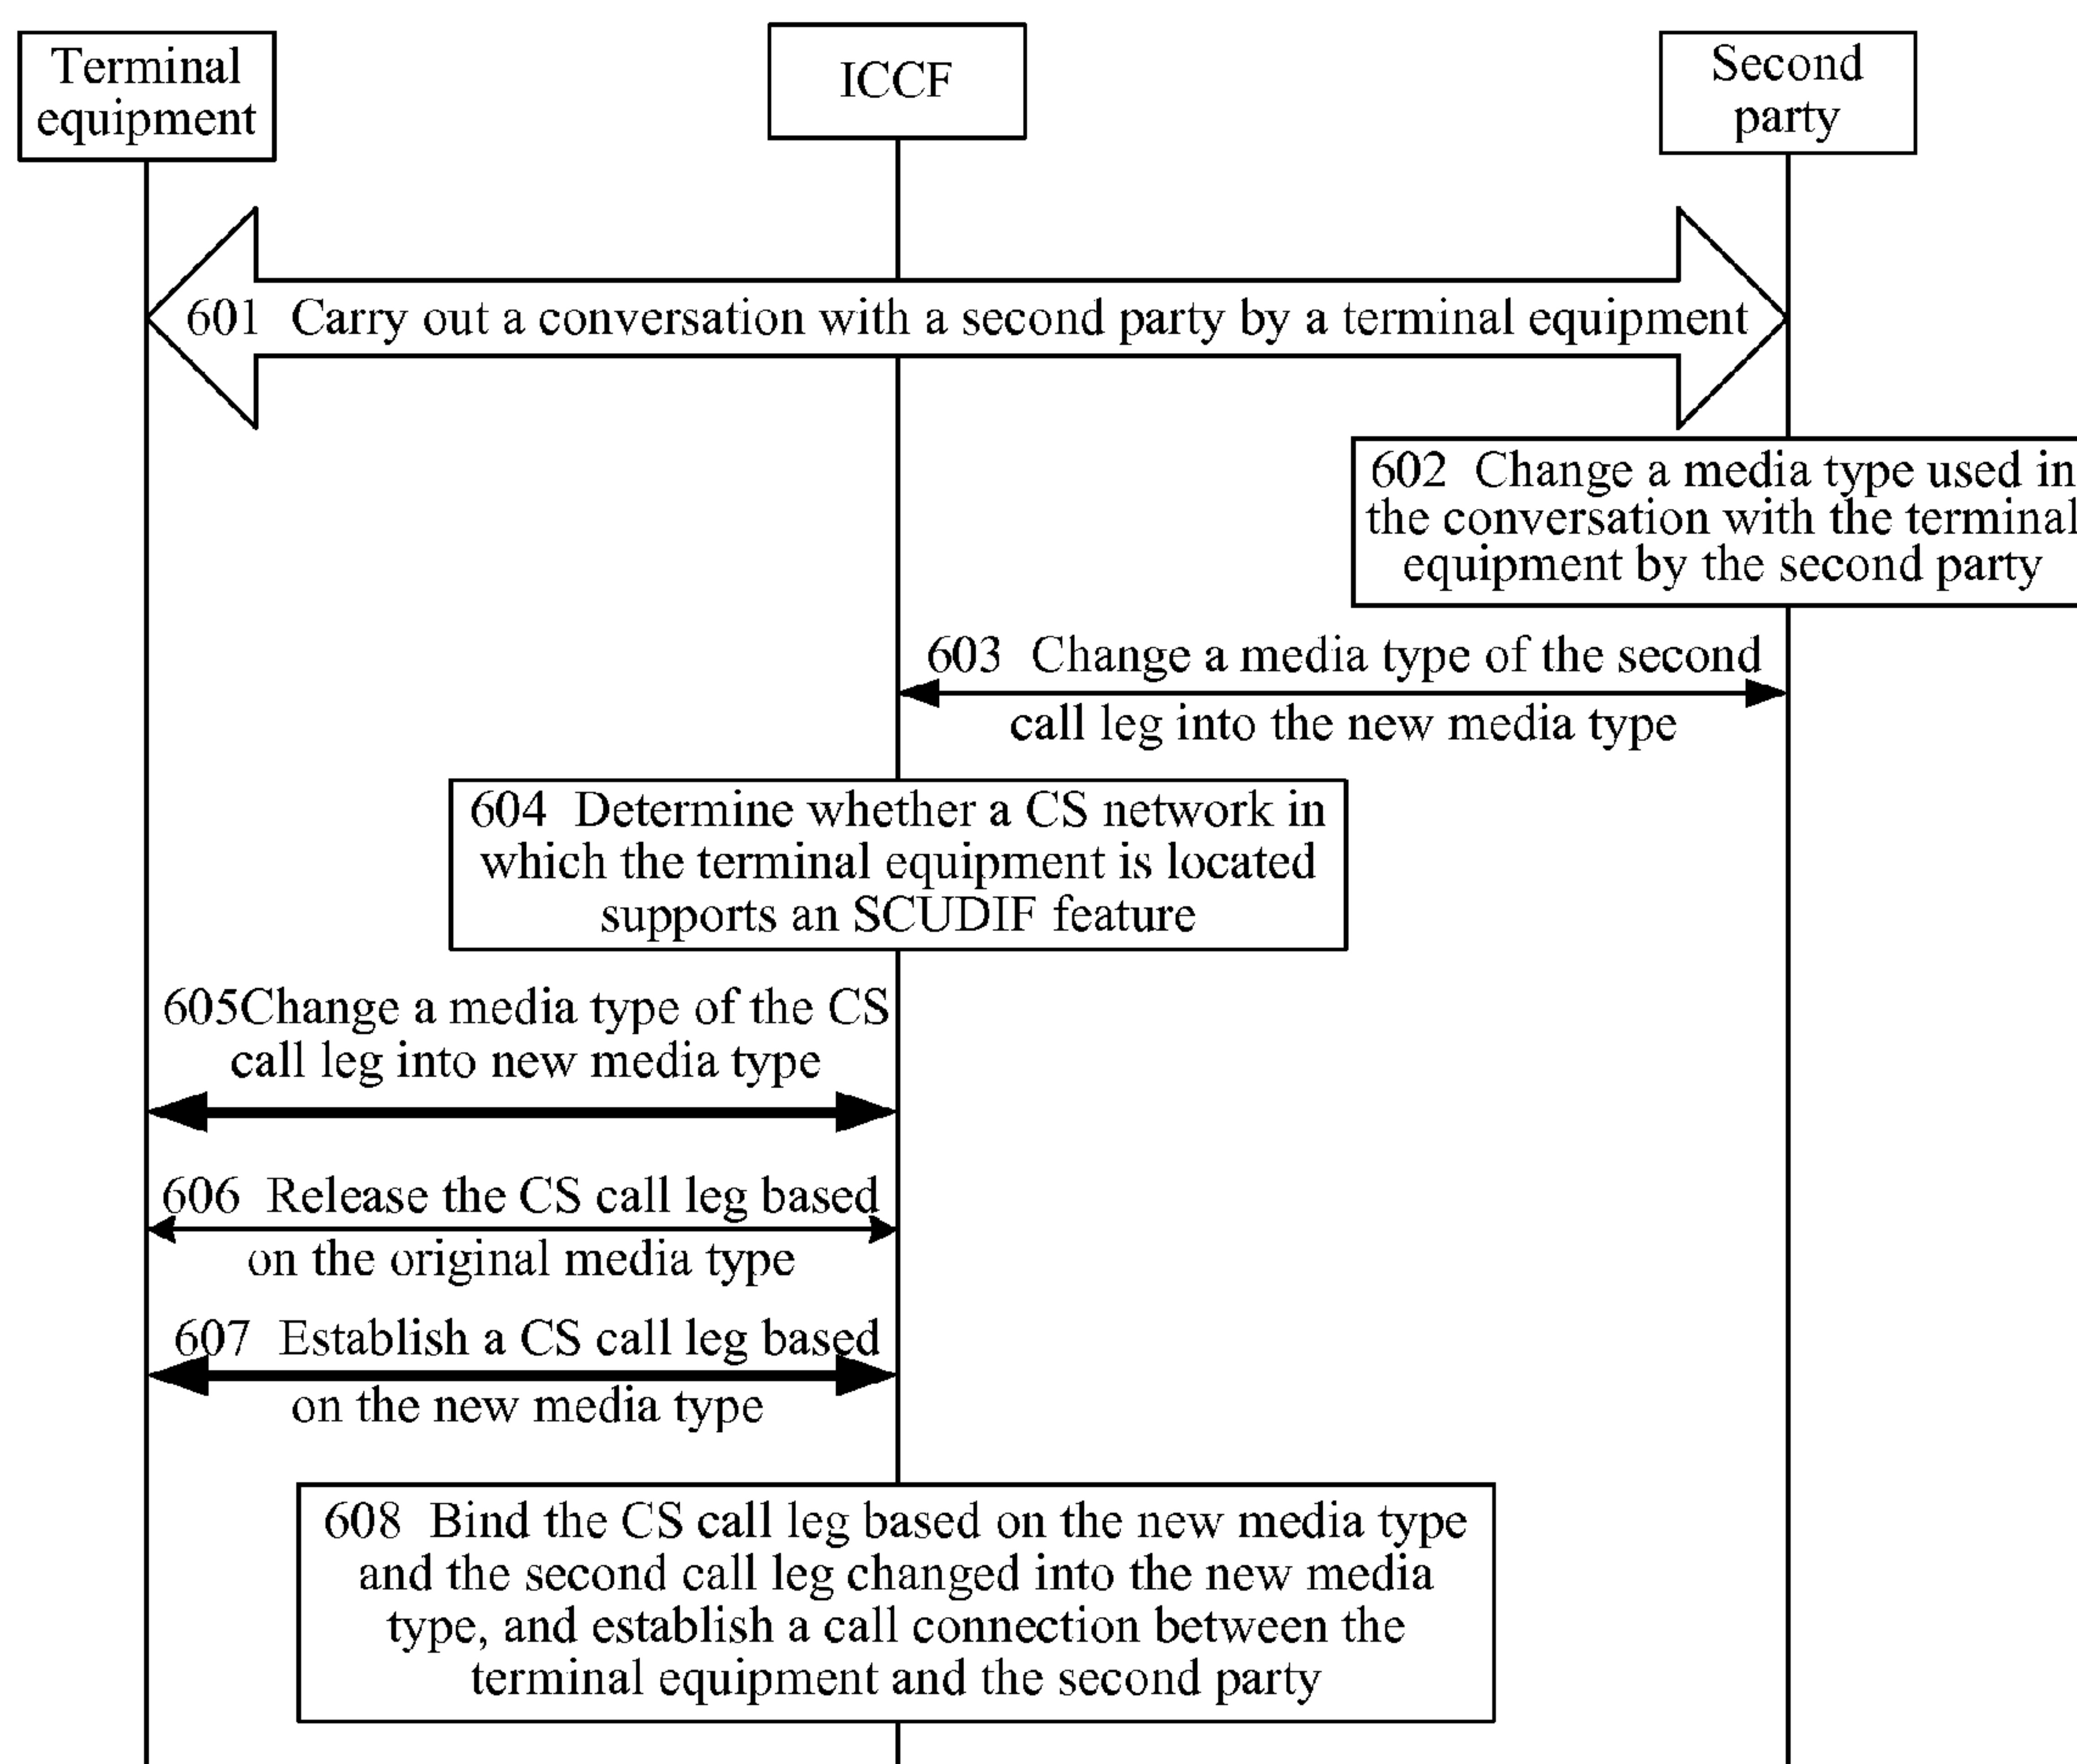 Terminal
equipment
ICCF
Second
party
601 Carry out a conversation with a second party by a terminal equipment
602 Change a media type used in
the conversation with the terminal
equipment by the second party
603 Change a media type of the second
call leg into the new media type
604 Determine whether a CS network in
which the terminal equipment is located
supports an SCUDIF feature
605Change a media type of the CS
call leg into new media type
606 Release the CS call leg based
on the original media type
607 Establish a CS call leg based
on the new media type
608 Bind the CS call leg based on the new media type
and the second call leg changed into the new media
type, and establish a call connection between the
terminal equipment and the second party